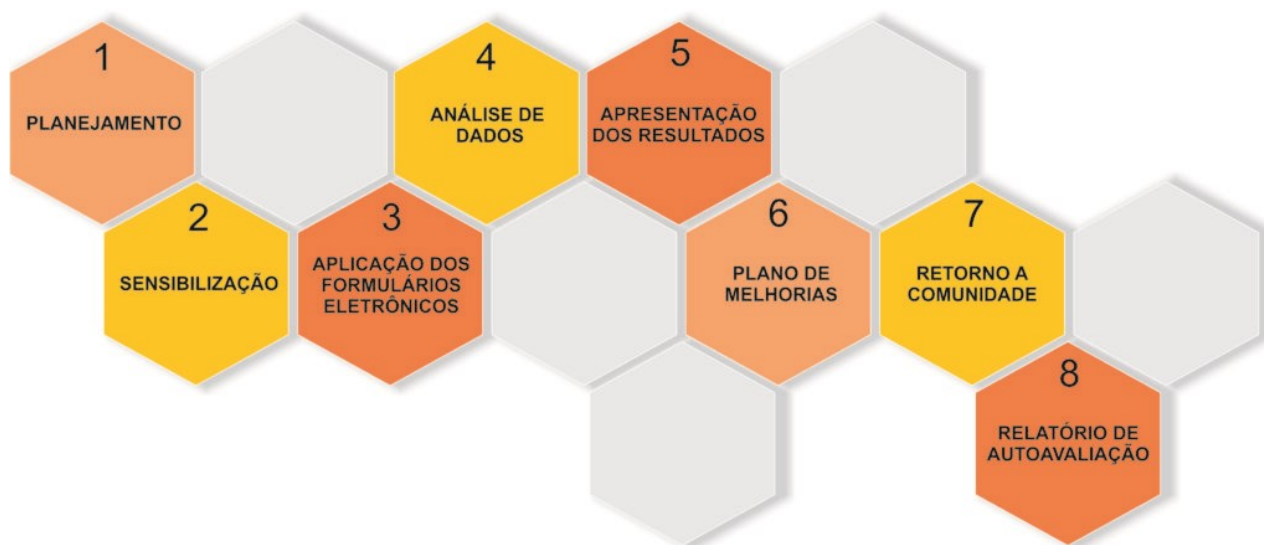 1
PLANEJAMENTO
2
SENSIBILIZAÇÃO
3
APLICAÇÃO DOS
FORMULÁRIOS
ELETRÔNICOS
4
ANÁLISE DE
DADOS
5
APRESENTAÇÃO
DOS RESULTADOS
6
PLANO DE
MELHORIAS
7
RETORNO A
COMUNIDADE
8
RELATÓRIO DE
AUTOAVALIAÇÃO